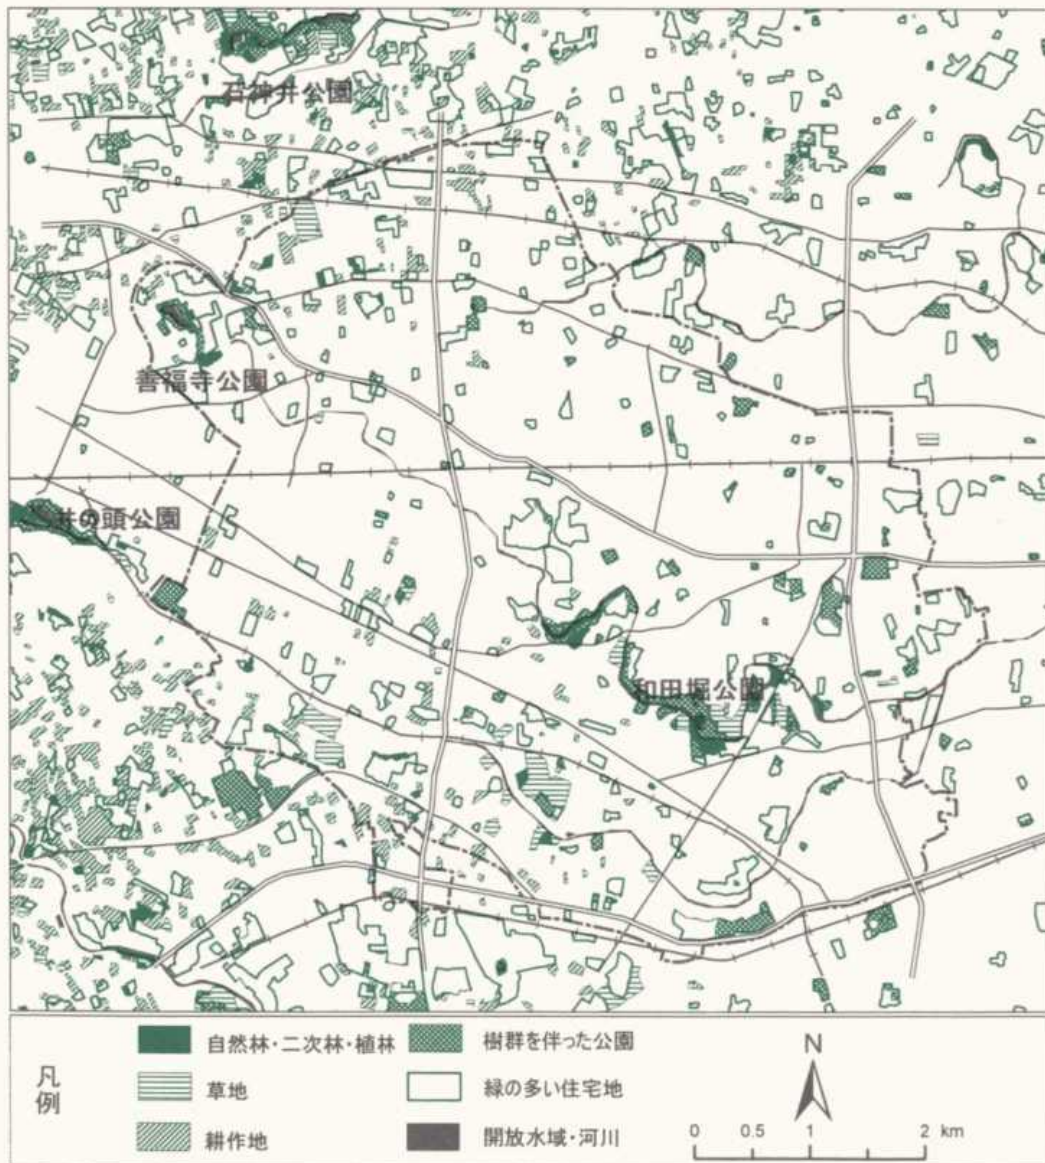 石神井公園
善福寺公園
井の頭公園
和田堀公園
凡例
自然林・二次林・植林
樹群を伴った公園
草地
緑の多い住宅地
耕作地
開放水域・河川
N
0 0.5 1 2 km